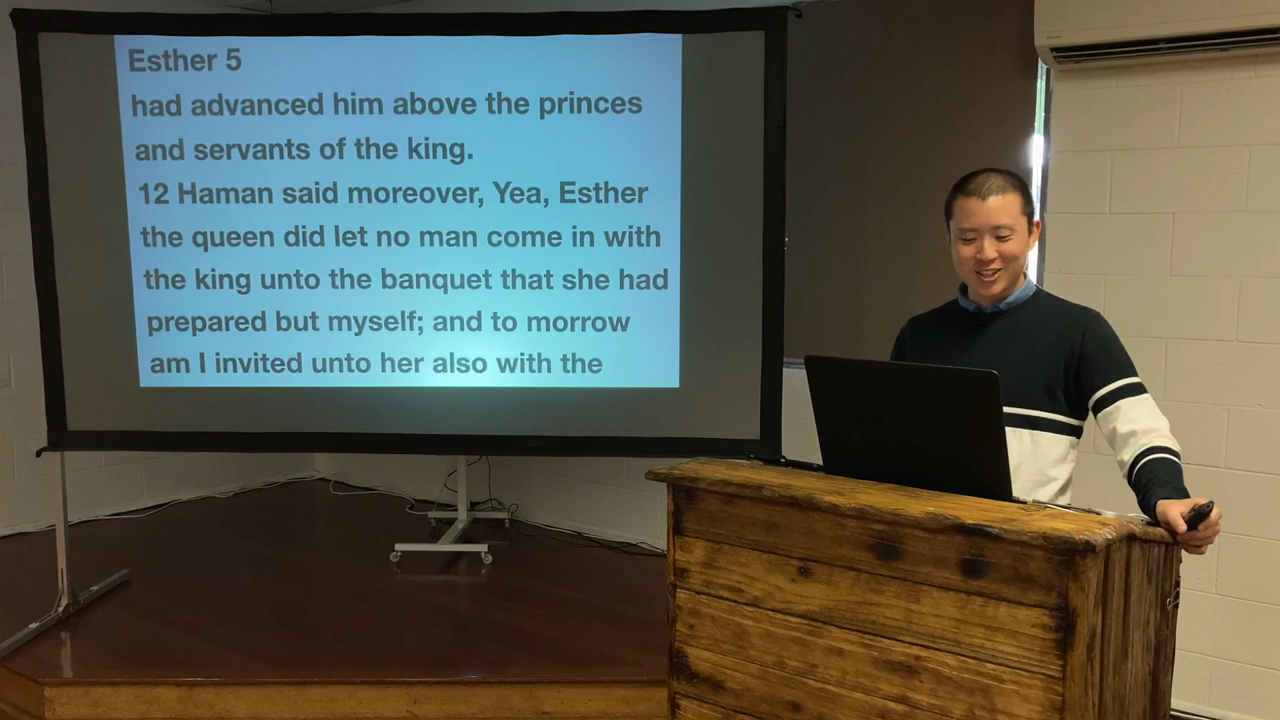 Esther 5
had advanced him above the princes
and servants of the king.
12 Haman said moreover, Yea, Esther
the queen did let no man come in with
the king unto the banquet that she had
prepared but myself; and to morrow
am I invited unto her also with the